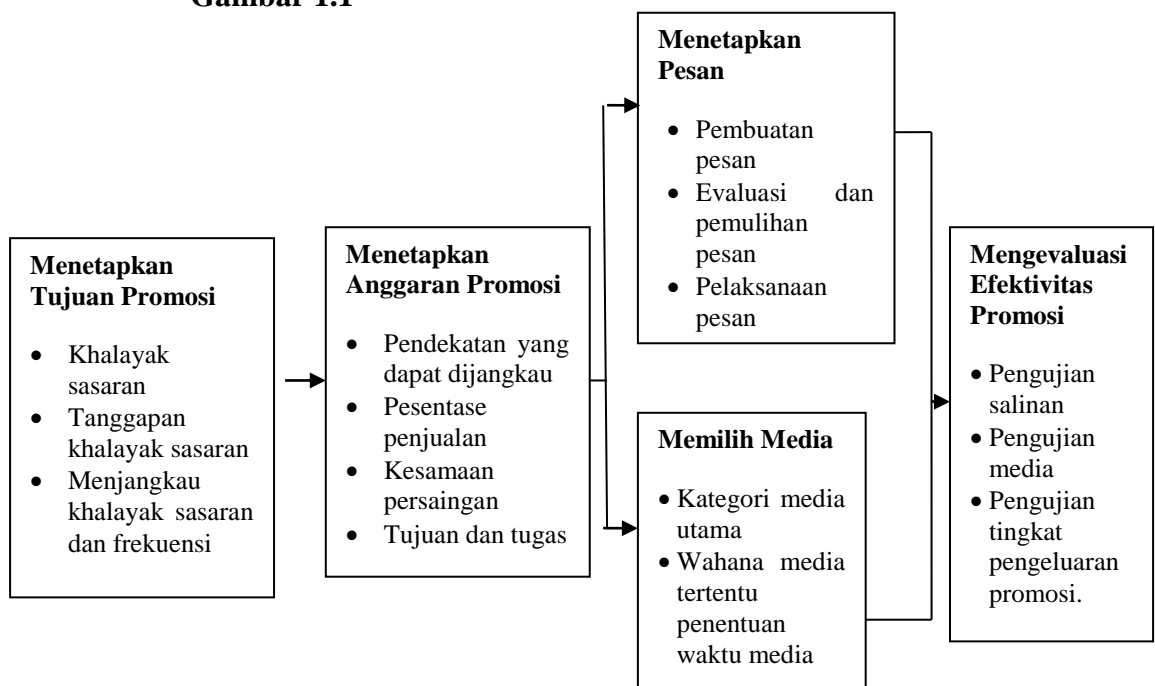 Gambar 1.1
Menetapkan
Tujuan Promosi
• Khalayak
sasaran
• Tanggapan
khalayak sasaran
• Menjangkau
khalayak sasaran
dan frekuensi
Menetapkan
Anggaran Promosi
• Pendekatan yang
dapat dijangkau
• Pesentase
penjualan
• Kesamaan
persaingan
• Tujuan dan tugas
Menetapkan
Pesan
• Pembuatan
pesan
• Evaluasi dan
pemulihan
pesan
• Pelaksanaan
pesan
Memilih Media
• Kategori media
utama
• Wahana media
tertentu
penentuan
waktu media
Mengevaluasi
Efektivitas
Promosi
• Pengujian
salinan
• Pengujian
media
• Pengujian
tingkat
pengeluaran
promosi.